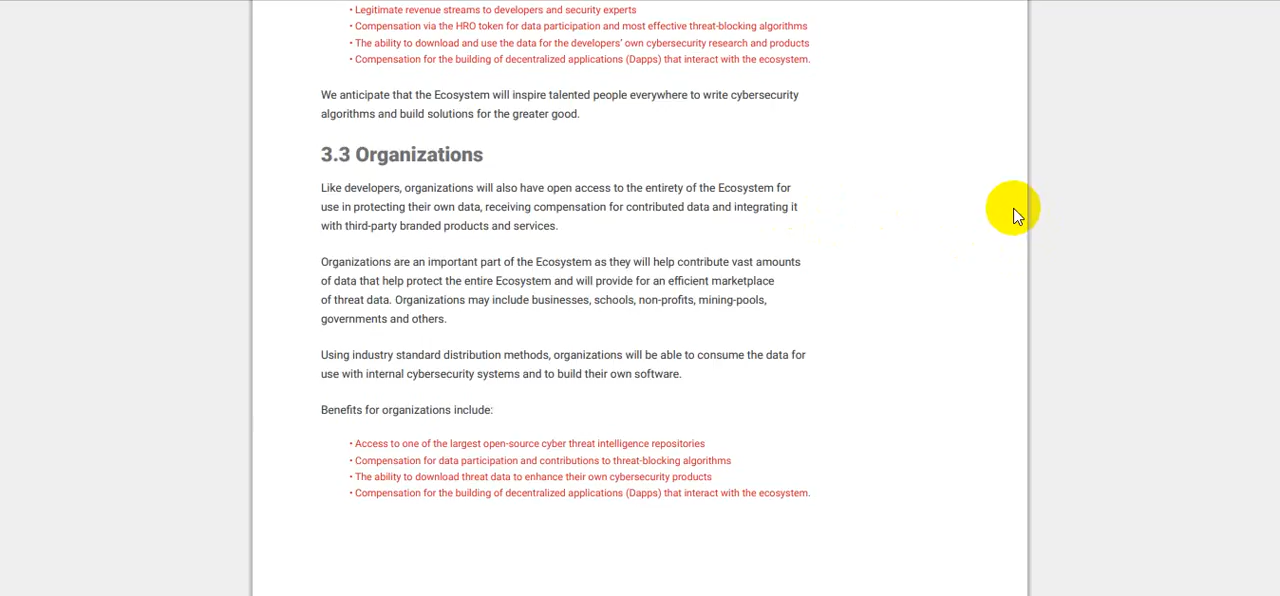 • Legitimate revenue streams to developers and security experts
• Compensation via the HRO token for data participation and most effective threat-blocking algorithms
• The ability to download and use the data for the developers’ own cybersecurity research and products
• Compensation for the building of decentralized applications (Dapps) that interact with the ecosystem.
We anticipate that the Ecosystem will inspire talented people everywhere to write cybersecurity
algorithms and build solutions for the greater good.
3.3 Organizations
Like developers, organizations will also have open access to the entirety of the Ecosystem for
use in protecting their own data, receiving compensation for contributed data and integrating it
with third-party branded products and services.
Organizations are an important part of the Ecosystem as they will help contribute vast amounts
of data that help protect the entire Ecosystem and will provide for an efficient marketplace
of threat data. Organizations may include businesses, schools, non-profits, mining-pools,
governments and others.
Using industry standard distribution methods, organizations will be able to consume the data for
use with internal cybersecurity systems and to build their own software.
Benefits for organizations include:
• Access to one of the largest open-source cyber threat intelligence repositories
• Compensation for data participation and contributions to threat-blocking algorithms
• The ability to download threat data to enhance their own cybersecurity products
• Compensation for the building of decentralized applications (Dapps) that interact with the ecosystem.